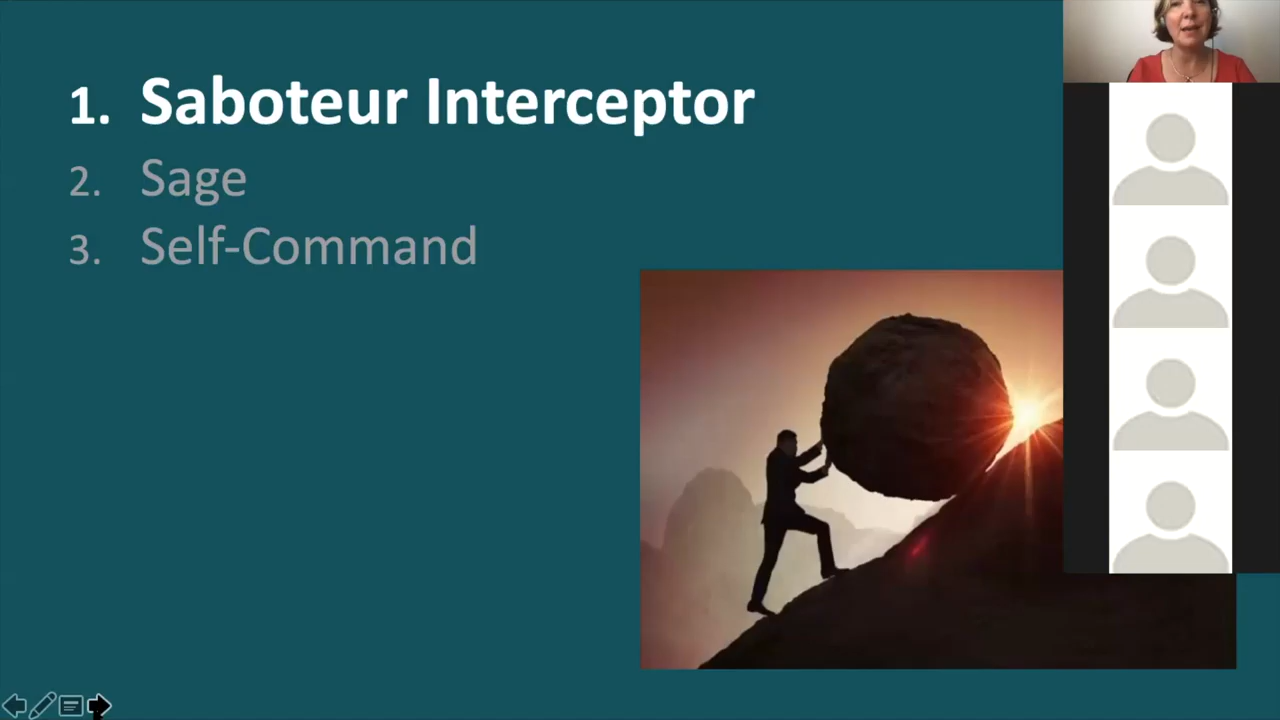 1. Saboteur Interceptor
2. Sage
3. Self-Command